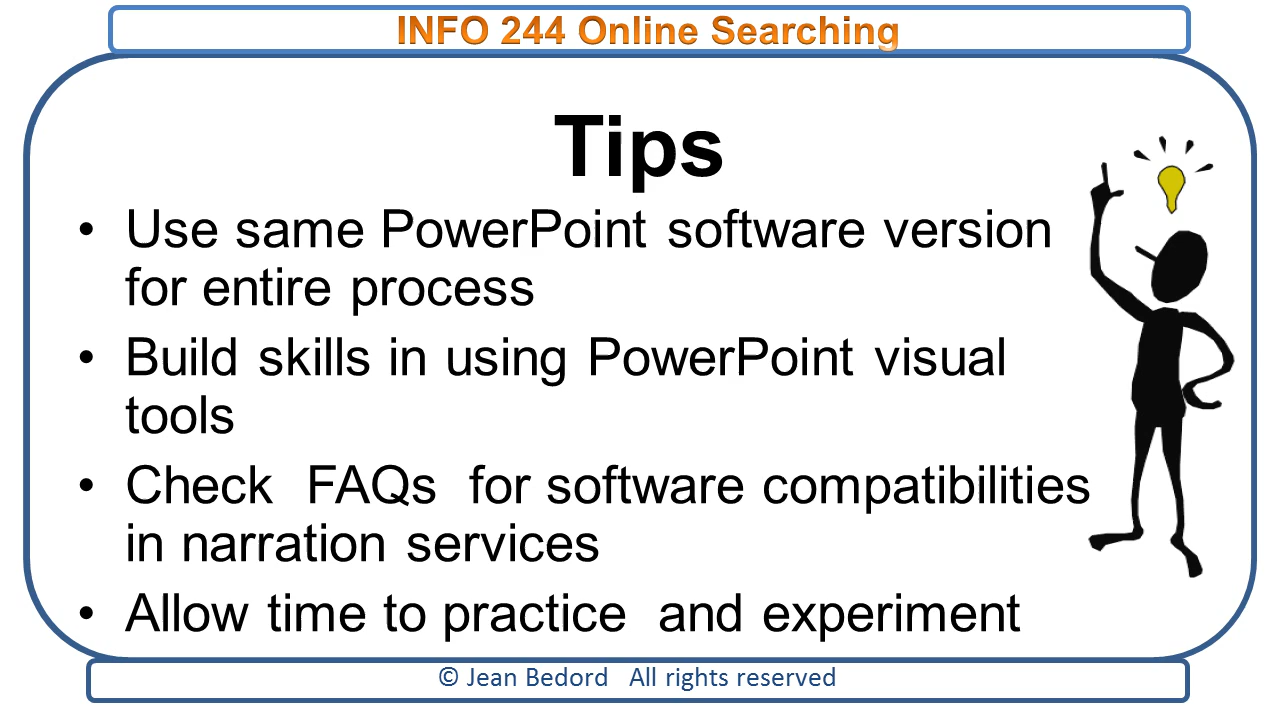 INFO 244 Online Searching
Tips
• Use same PowerPoint software version
for entire process
• Build skills in using PowerPoint visual
tools
• Check  FAQs  for software compatibilities
in narration services
• Allow time to practice  and experiment
© Jean Bedord   All rights reserved